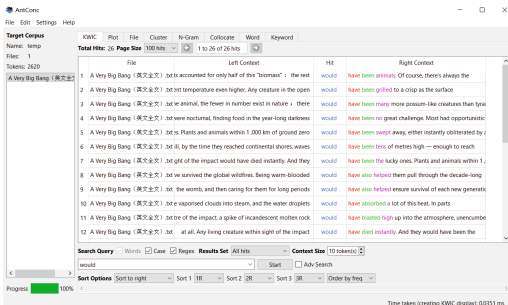 AntConc
File Edit Settings Help
Target Corpus
Name: temp
Files: 1
Tokens: 2620
A Very Big Bang（英文全
Progress 100%
KWIC Plot File Cluster N-Gram Collocate Word Keyword
Total Hits: 26 Page Size 100 hits 1 to 26 of 26 hits
File Left Context Hit Right Context
1 A Very Big Bang（英文全文）.txt is accounted for only half of this "biomass"； the rest would have been animals. Of course, there's always the
2 A Very Big Bang（英文全文）.txt nt temperature even higher. Any creature in the open would have been grilled to a crisp as the surface
3 A Very Big Bang（英文全文）.txt ne animal, the fewer in number exist in nature， there would have been many more possum-like creatures than tyra
4 A Very Big Bang（英文全文）.txt were nocturnal, finding food in the year-long darkness would have been no great challenge. Most had opportunistic
5 A Very Big Bang（英文全文）.txt is. Plants and animals within 1,000 km of ground zero would have been swept away, either instantly obliterated by a
6 A Very Big Bang（英文全文）.txt ill, by the time they reached continental shores, waves would have been tens of metres high — enough to reach
7 A Very Big Bang（英文全文）.txt ght of the impact would have died instantly. And they would have been the lucky ones. Plants and animals within 1,
8 A Very Big Bang（英文全文）.txt ve survived the global wildfires. Being warm-blooded would have also helped them pull through the decade-long
9 A Very Big Bang（英文全文）.txt the womb, and then caring for them for long periods would have also helped ensure survival of each new generatio
10 A Very Big Bang（英文全文）.txt e vaporised clouds into steam, and the water droplets would have absorbed a lot of this heat. In parts
11 A Very Big Bang（英文全文）.txt tre of the impact, a spike of incandescent molten rock would have blasted high up into the atmosphere, unencumbe
12 A Very Big Bang（英文全文）.txt at all. Any living creature within sight of the impact would have died instantly. And they would have been the
Search Query Words Case Regex Results Set All hits Context Size 10 token(s)
would Start Adv Search
Sort Options Sort to right Sort 1 1R Sort 2 2R Sort 3 3R Order by freq
Time taken (creating KWIC display): 0.0351 ms